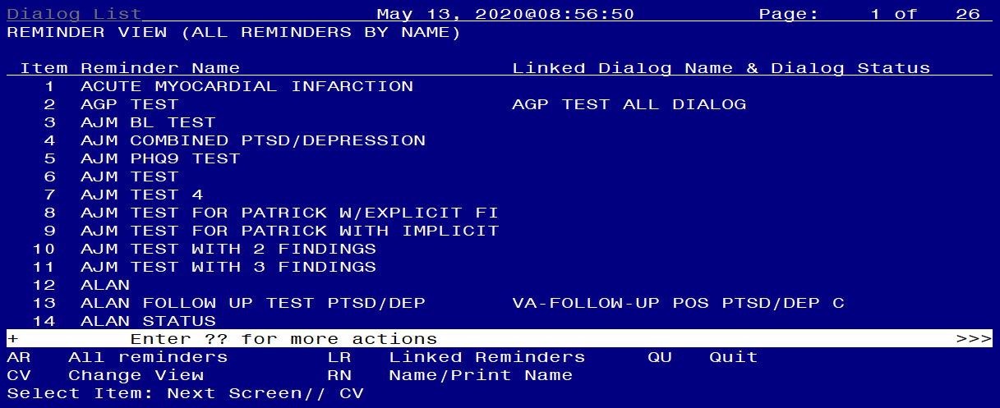 Dialog List May 13, 2020@08:56:50 Page: 1 of 26
REMINDER VIEW (ALL REMINDERS BY NAME)
Item Reminder Name Linked Dialog Name & Dialog Status
1 ACUTE MYOCARDIAL INFARCTION
2 AGP TEST AGP TEST ALL DIALOG
3 AJM BL TEST
4 AJM COMBINED PTSD/DEPRESSION
5 AJM PHQ9 TEST
6 AJM TEST
7 AJM TEST 4
8 AJM TEST FOR PATRICK W/EXPLICIT FI
9 AJM TEST FOR PATRICK WITH IMPLICIT
10 AJM TEST WITH 2 FINDINGS
11 AJM TEST WITH 3 FINDINGS
12 ALAN
13 ALAN FOLLOW UP TEST PTSD/DEP VA-FOLLOW-UP POS PTSD/DEP C
14 ALAN STATUS
+ Enter ?? for more actions >>>
AR All reminders LR Linked Reminders QU Quit
CV Change View RN Name/Print Name
Select Item: Next Screen// CV